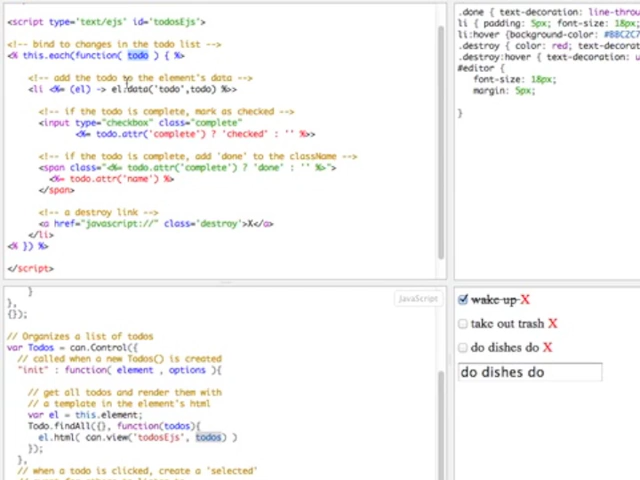 <script type='text/ejs' id='todosEjs'>
<!-- bind to changes in the todo list -->
<% this.each(function( todo ) { %>
<!-- add the todo to the element's data -->
<li <%= (el) -> el.data('todo',todo) %>>
<!-- if the todo is complete, mark as checked -->
<input type="checkbox" class="complete"
<%= todo.attr('complete') ? 'checked' : '' %>>
<!-- if the todo is complete, add 'done' to the className -->
<span class="<%= todo.attr('complete') ? 'done' : '' %>">
<%= todo.attr('name') %>
</span>
<!-- a destroy link -->
<a href="javascript://" class='destroy'>X</a>
</li>
<% }) %>
</script>
.done { text-decoration: line-throu
li { padding: 5px; font-size: 18px;
li:hover {background-color:
.destroy { color: red; text-decorat
.destroy:hover { text-decoration: u
#editor {
font-size: 18px;
margin: 5px;
}
JavaScript
}
},
{});
// Organizes a list of todos
var Todos = can.Control({
// called when a new Todos() is created
"init" : function( element , options ){
// get all todos and render them with
// a template in the element's html
var el = this.element;
Todo.findAll({}, function(todos){
el.html( can.view('todosEjs', todos) )
});
},
// when a todo is clicked, create a 'selected'
wake up X
take out trash X
do dishes do X
do dishes do